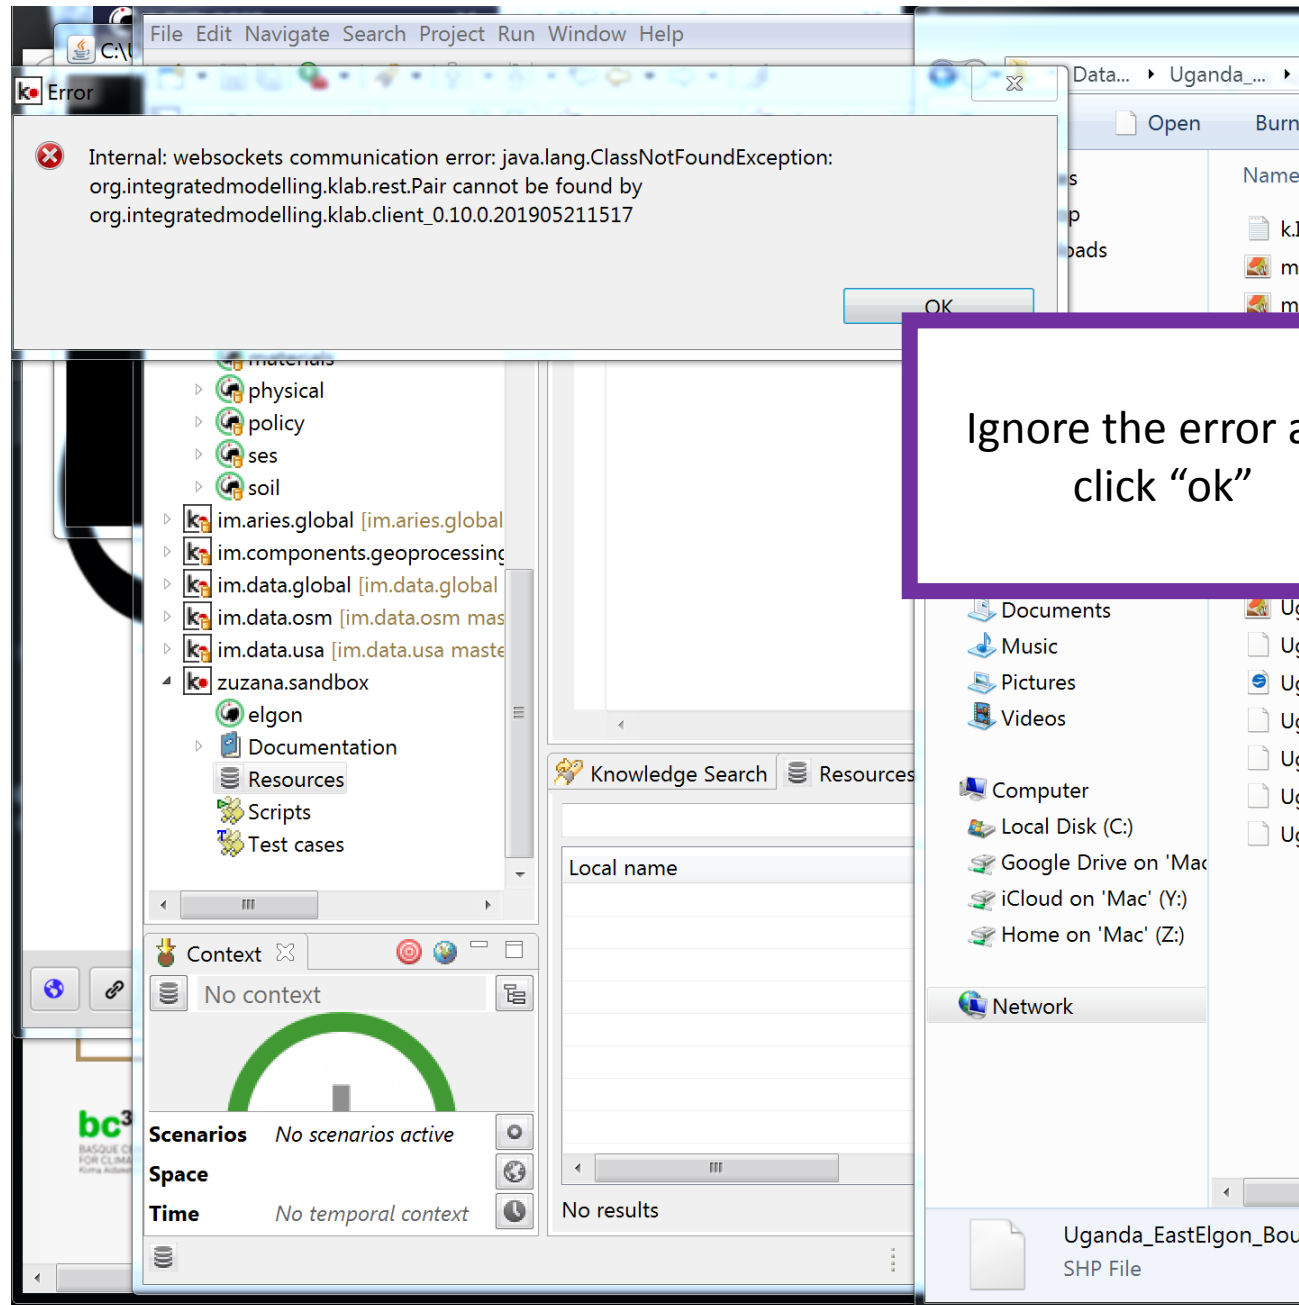 File Edit Navigate Search Project Run Window Help
C:\U
Error
Internal: websockets communication error: java.lang.ClassNotFoundException:
org.integratedmodelling.klab.rest.Pair cannot be found by
org.integratedmodelling.klab.client_0.10.0.201905211517
OK
Data... Uganda_...
Open Burn
Name
oads
Ignore the error
click “ok”
materials
physical
policy
ses
soil
im.aries.global [im.aries.global
im.components.geoprocessing
im.data.global [im.data.global
im.data.osm [im.data.osm mas
im.data.usa [im.data.usa maste
zuzana.sandbox
elgon
Documentation
Resources
Scripts
Test cases
Knowledge Search Resources
Local name
No results
Context
No context
Scenarios No scenarios active
Space
Time No temporal context
bc3
Documents
Music
Pictures
Videos
Computer
Local Disk (C:)
Google Drive on 'Mac
iCloud on 'Mac' (Y:)
Home on 'Mac' (Z:)
Network
Uganda_EastElgon_Bou
SHP File